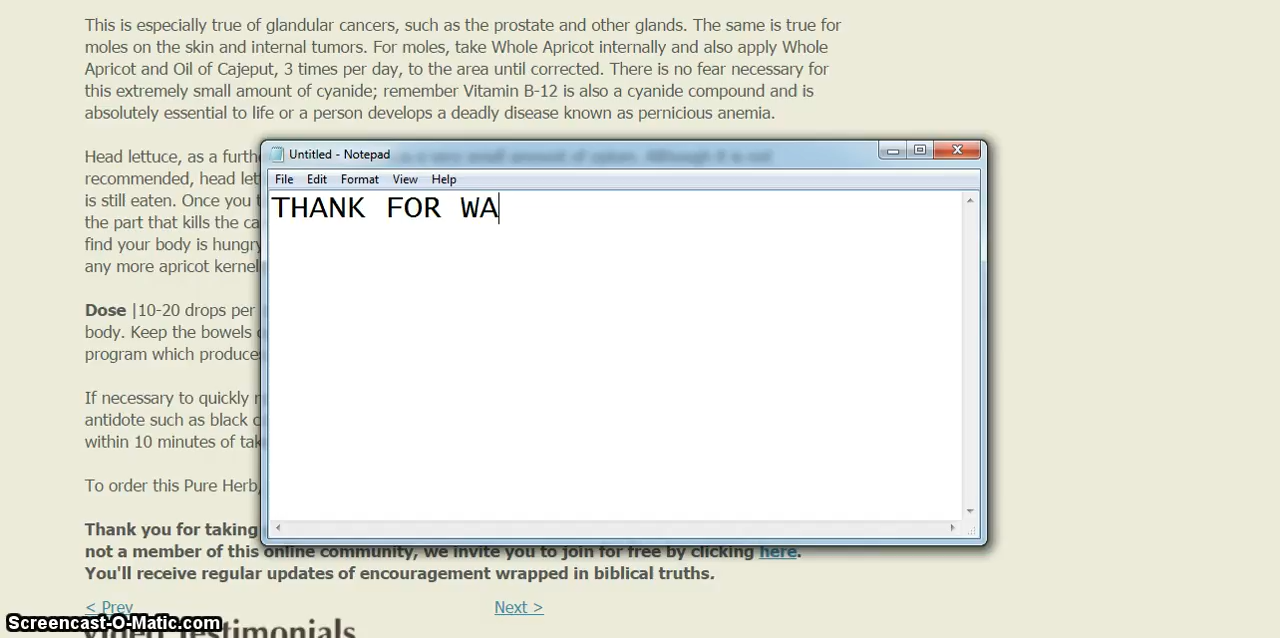 This is especially true of glandular cancers, such as the prostate and other glands. The same is true for
moles on the skin and internal tumors. For moles, take Whole Apricot internally and also apply Whole
Apricot and Oil of Cajeput, 3 times per day, to the area until corrected. There is no fear necessary for
this extremely small amount of cyanide; remember Vitamin B-12 is also a cyanide compound and is
absolutely essential to life or a person develops a deadly disease known as pernicious anemia.
Head lettuce, as a furth
recommended, head let
is still eaten. Once you t
the part that kills the ca
find your body is hungry
any more apricot kernel
Untitled - Notepad
File Edit Format View Help
THANK FOR WA
Dose |10-20 drops per
body. Keep the bowels
program which produce
If necessary to quickly
antidote such as black c
within 10 minutes of tak
To order this Pure Herb,
Thank you for taking
not a member of this online community, we invite you to join for free by clicking here.
You'll receive regular updates of encouragement wrapped in biblical truths.
< Prev Next >
Screencast-O-Matic.com
Video Testimonials